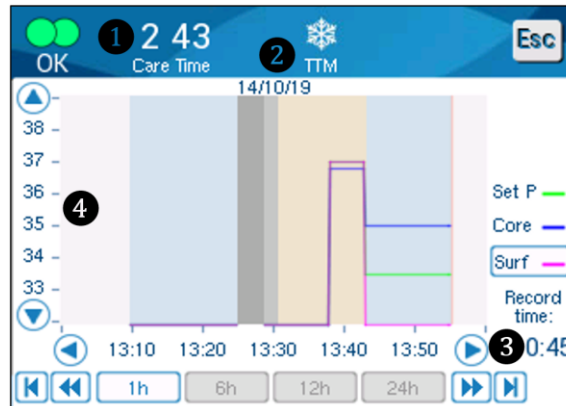 1 2 43
OK Care Time
2 TTM
Esc
14/10/19
38
37
36
35
34
33
4
Set P
Core
Surf
Record
time:
3 0:45
13:10 13:20 13:30 13:40 13:50
1h 6h 12h 24h